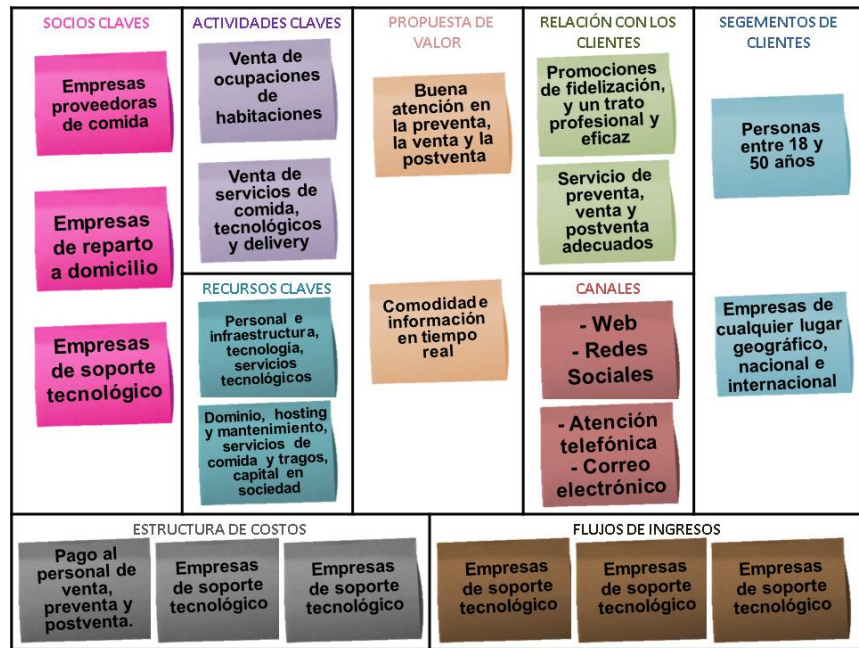 SOCIOS CLAVES
Empresas
proveedoras
de comida
Empresas
de reparto
a domicilio
Empresas
de soporte
tecnológico
ACTIVIDADES CLAVES
Venta de
ocupaciones
de
habitaciones
Venta de
servicios de
comida,
tecnológicos
y delivery
RECURSOS CLAVES
Personal e
infraestructura,
tecnología,
servicios
tecnológicos
Dominio, hosting
y mantenimiento,
servicios de
comida y tragos,
capital en
sociedad
PROPUESTA DE
VALOR
Buena
atención en
la preventa,
la venta y la
postventa
Comodidad e
información
en tiempo
real
RELACIÓN CON LOS
CLIENTES
Promociones
de fidelización,
y un trato
profesional y
eficaz
Servicio de
preventa,
venta y
postventa
adecuados
CANALES
- Web
- Redes
Sociales
- Atención
telefónica
- Correo
electrónico
SEGEMENTOS DE
CLIENTES
Personas
entre 18 y
50 años
Empresas de
cualquier lugar
geográfico,
nacional e
internacional
ESTRUCTURA DE COSTOS
Pago al
personal de
venta,
preventa y
postventa.
Empresas
de soporte
tecnológico
Empresas
de soporte
tecnológico
FLUJOS DE INGRESOS
Empresas
de soporte
tecnológico
Empresas
de soporte
tecnológico
Empresas
de soporte
tecnológico